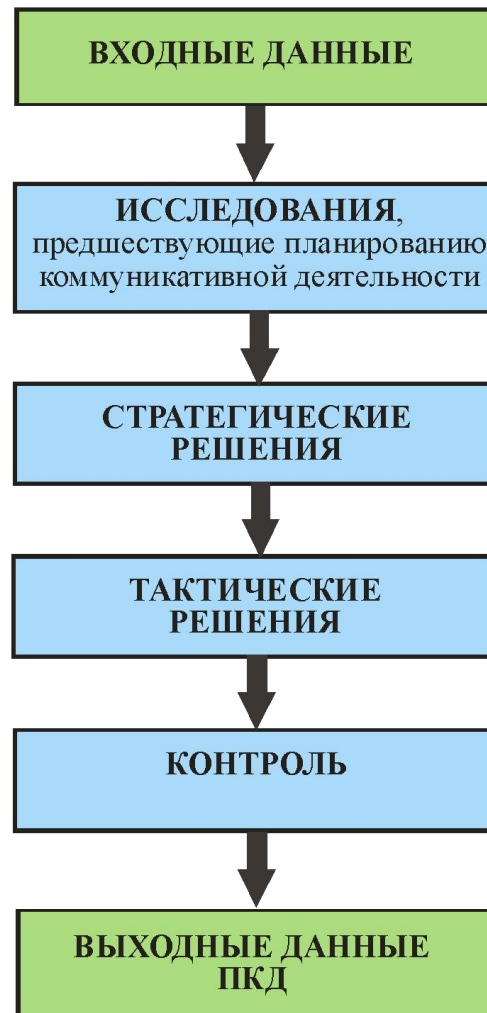 ВХОДНЫЕ ДАННЫЕ
ИССЛЕДОВАНИЯ,
предшествующие планированию
коммуникативной деятельности
СТРАТЕГИЧЕСКИЕ
РЕШЕНИЯ
ТАКТИЧЕСКИЕ
РЕШЕНИЯ
КОНТРОЛЬ
ВЫХОДНЫЕ ДАННЫЕ
ПКД